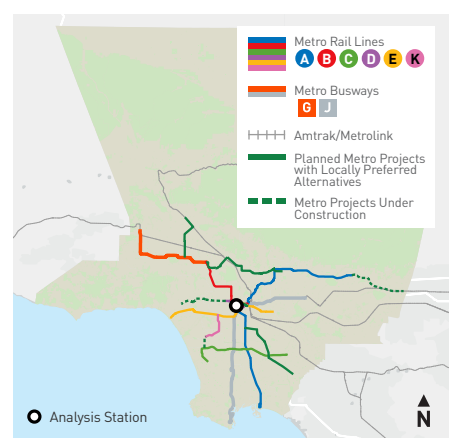 Metro Rail Lines
A B C D E K
Metro Busways
G J
Amtrak/Metrolink
Planned Metro Projects
with Locally Preferred
Alternatives
Metro Projects Under
Construction
Analysis Station
N